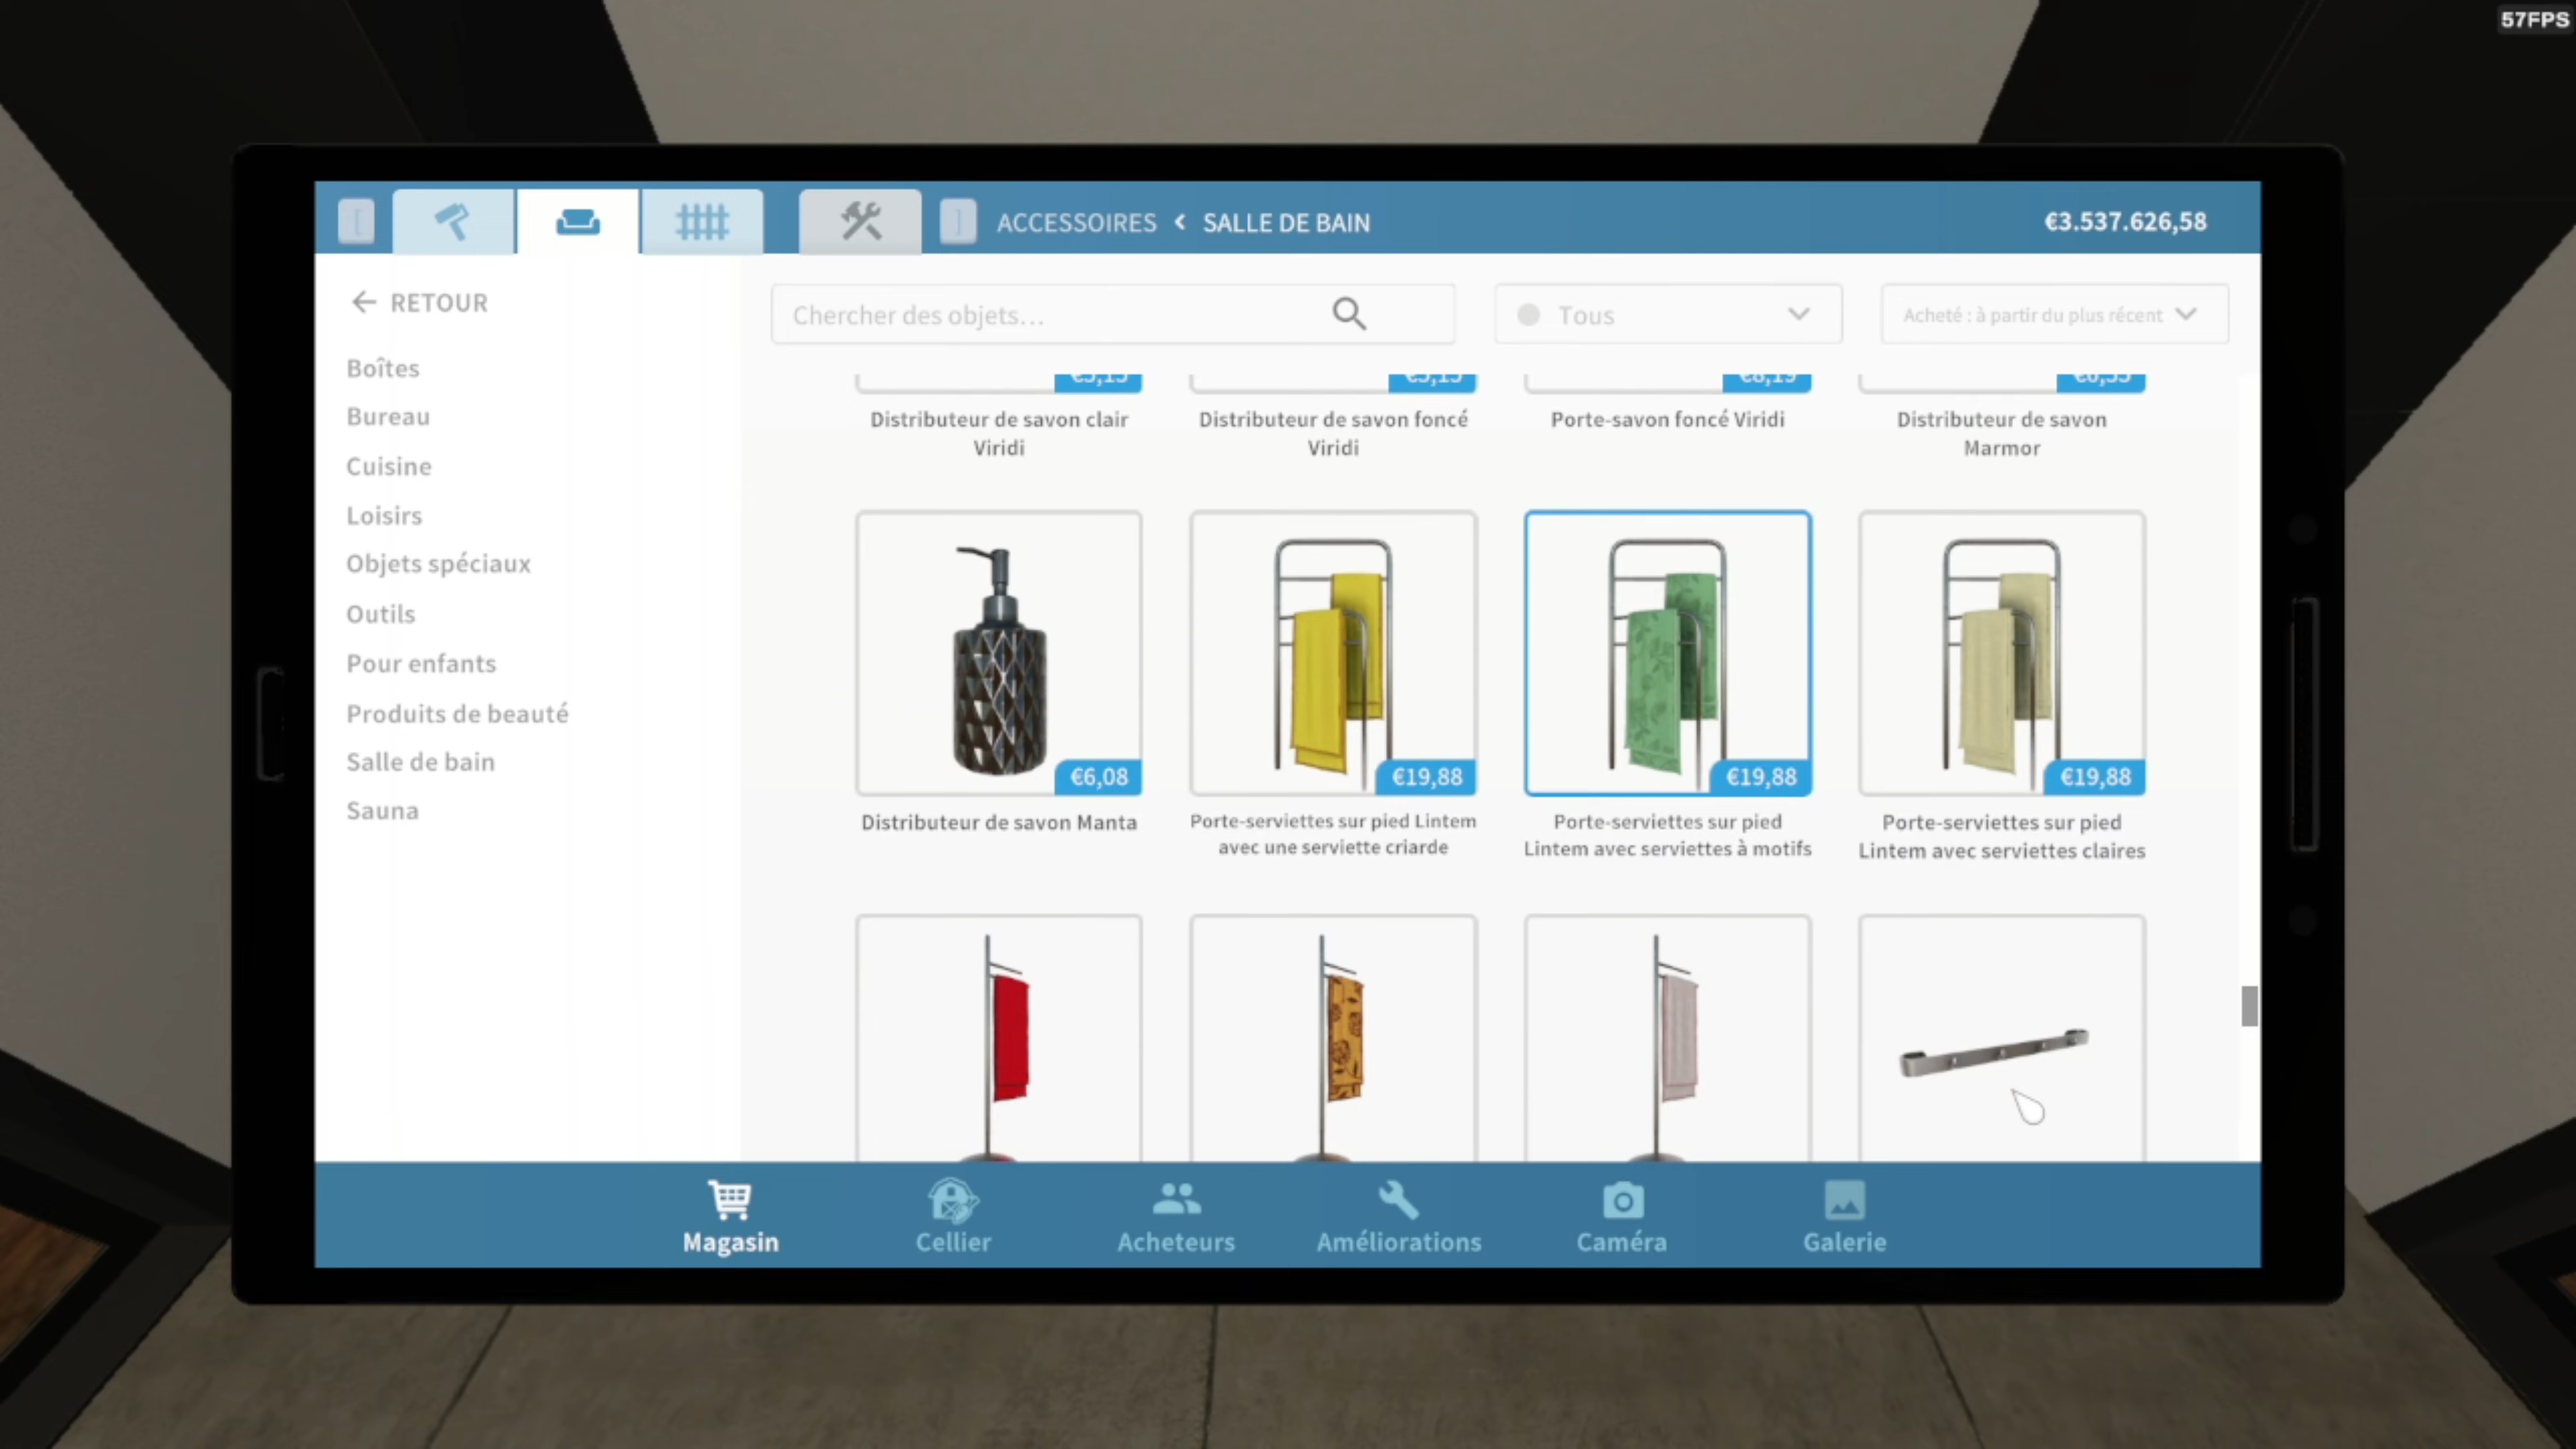 57FPS
[
]
ACCESSOIRES < SALLE DE BAIN
€3.537.626,58
← RETOUR
Chercher des objets...
Tous
Acheté : à partir du plus récent
Boîtes
Bureau
Cuisine
Loisirs
Objets spéciaux
Outils
Pour enfants
Produits de beauté
Salle de bain
Sauna
Distributeur de savon clair
Viridi
Distributeur de savon foncé
Viridi
Porte-savon foncé Viridi
Distributeur de savon
Marmor
€6,08
€19,88
€19,88
€19,88
Distributeur de savon Manta
Porte-serviettes sur pied Lintem
avec une serviette criarde
Porte-serviettes sur pied
Lintem avec serviettes à motifs
Porte-serviettes sur pied
Lintem avec serviettes claires
Magasin
Cellier
Acheteurs
Améliorations
Caméra
Galerie